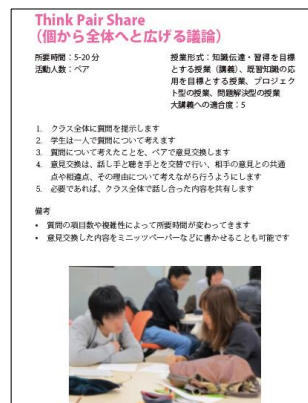 Think Pair Share
（個から全体へと広げる議論）
所要時間：5-20 分
活動人数：ペア
授業形式：知識伝達・習得を目標
とする授業（講義）、既習知識の応
用を目標とする授業、プロジェク
ト型の授業、問題解決型の授業
大講義への適合度：5
1. クラス全体に質問を提示します
2. 学生は一人で質問について考えます
3. 質問について考えたことを、ペアで意見交換します
4. 意見交換は、話し手と聴き手を交替で行い、相手の意見との共通
点や相違点、その理由について考えながら行うようにします
5. 必要であれば、クラス全体で話し合った内容を共有します
備考
• 質問の項目数や複雑性によって所要時間が変わってきます
• 意見交換した内容をミニッツペーパーなどに書かせることも可能です